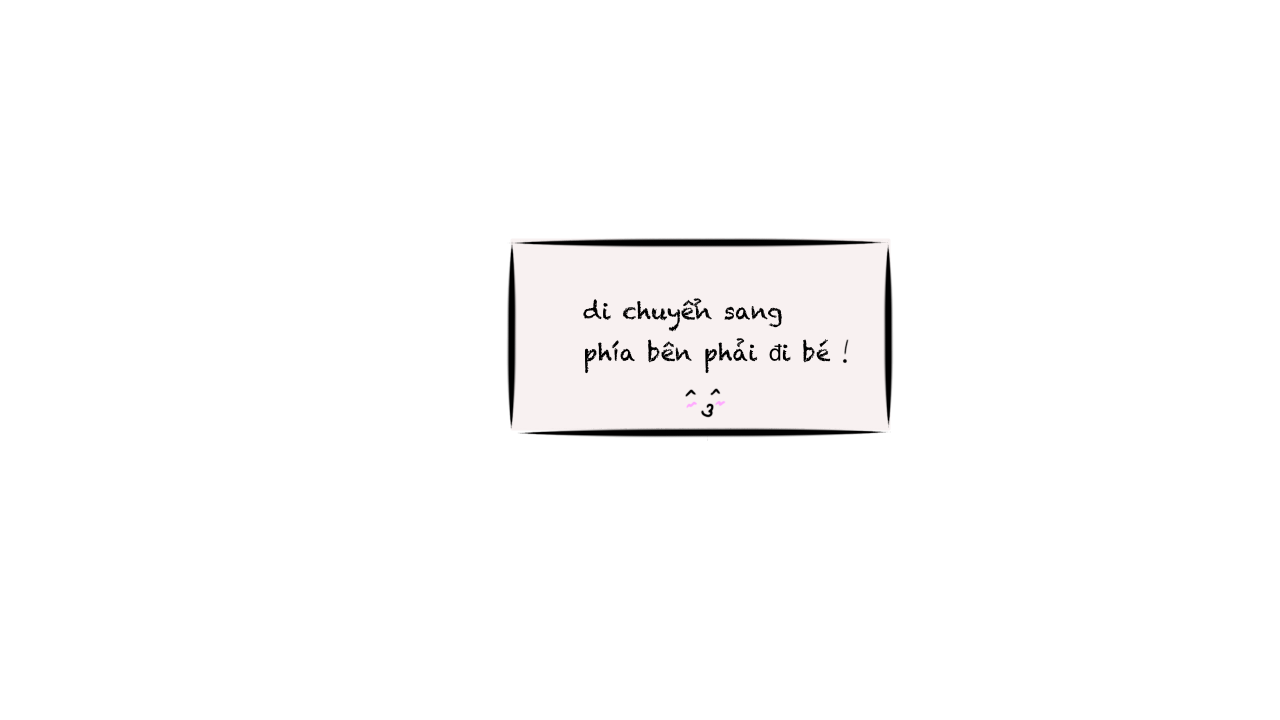 di chuyển sang
phía bên phải đi bé !
^ ^
3